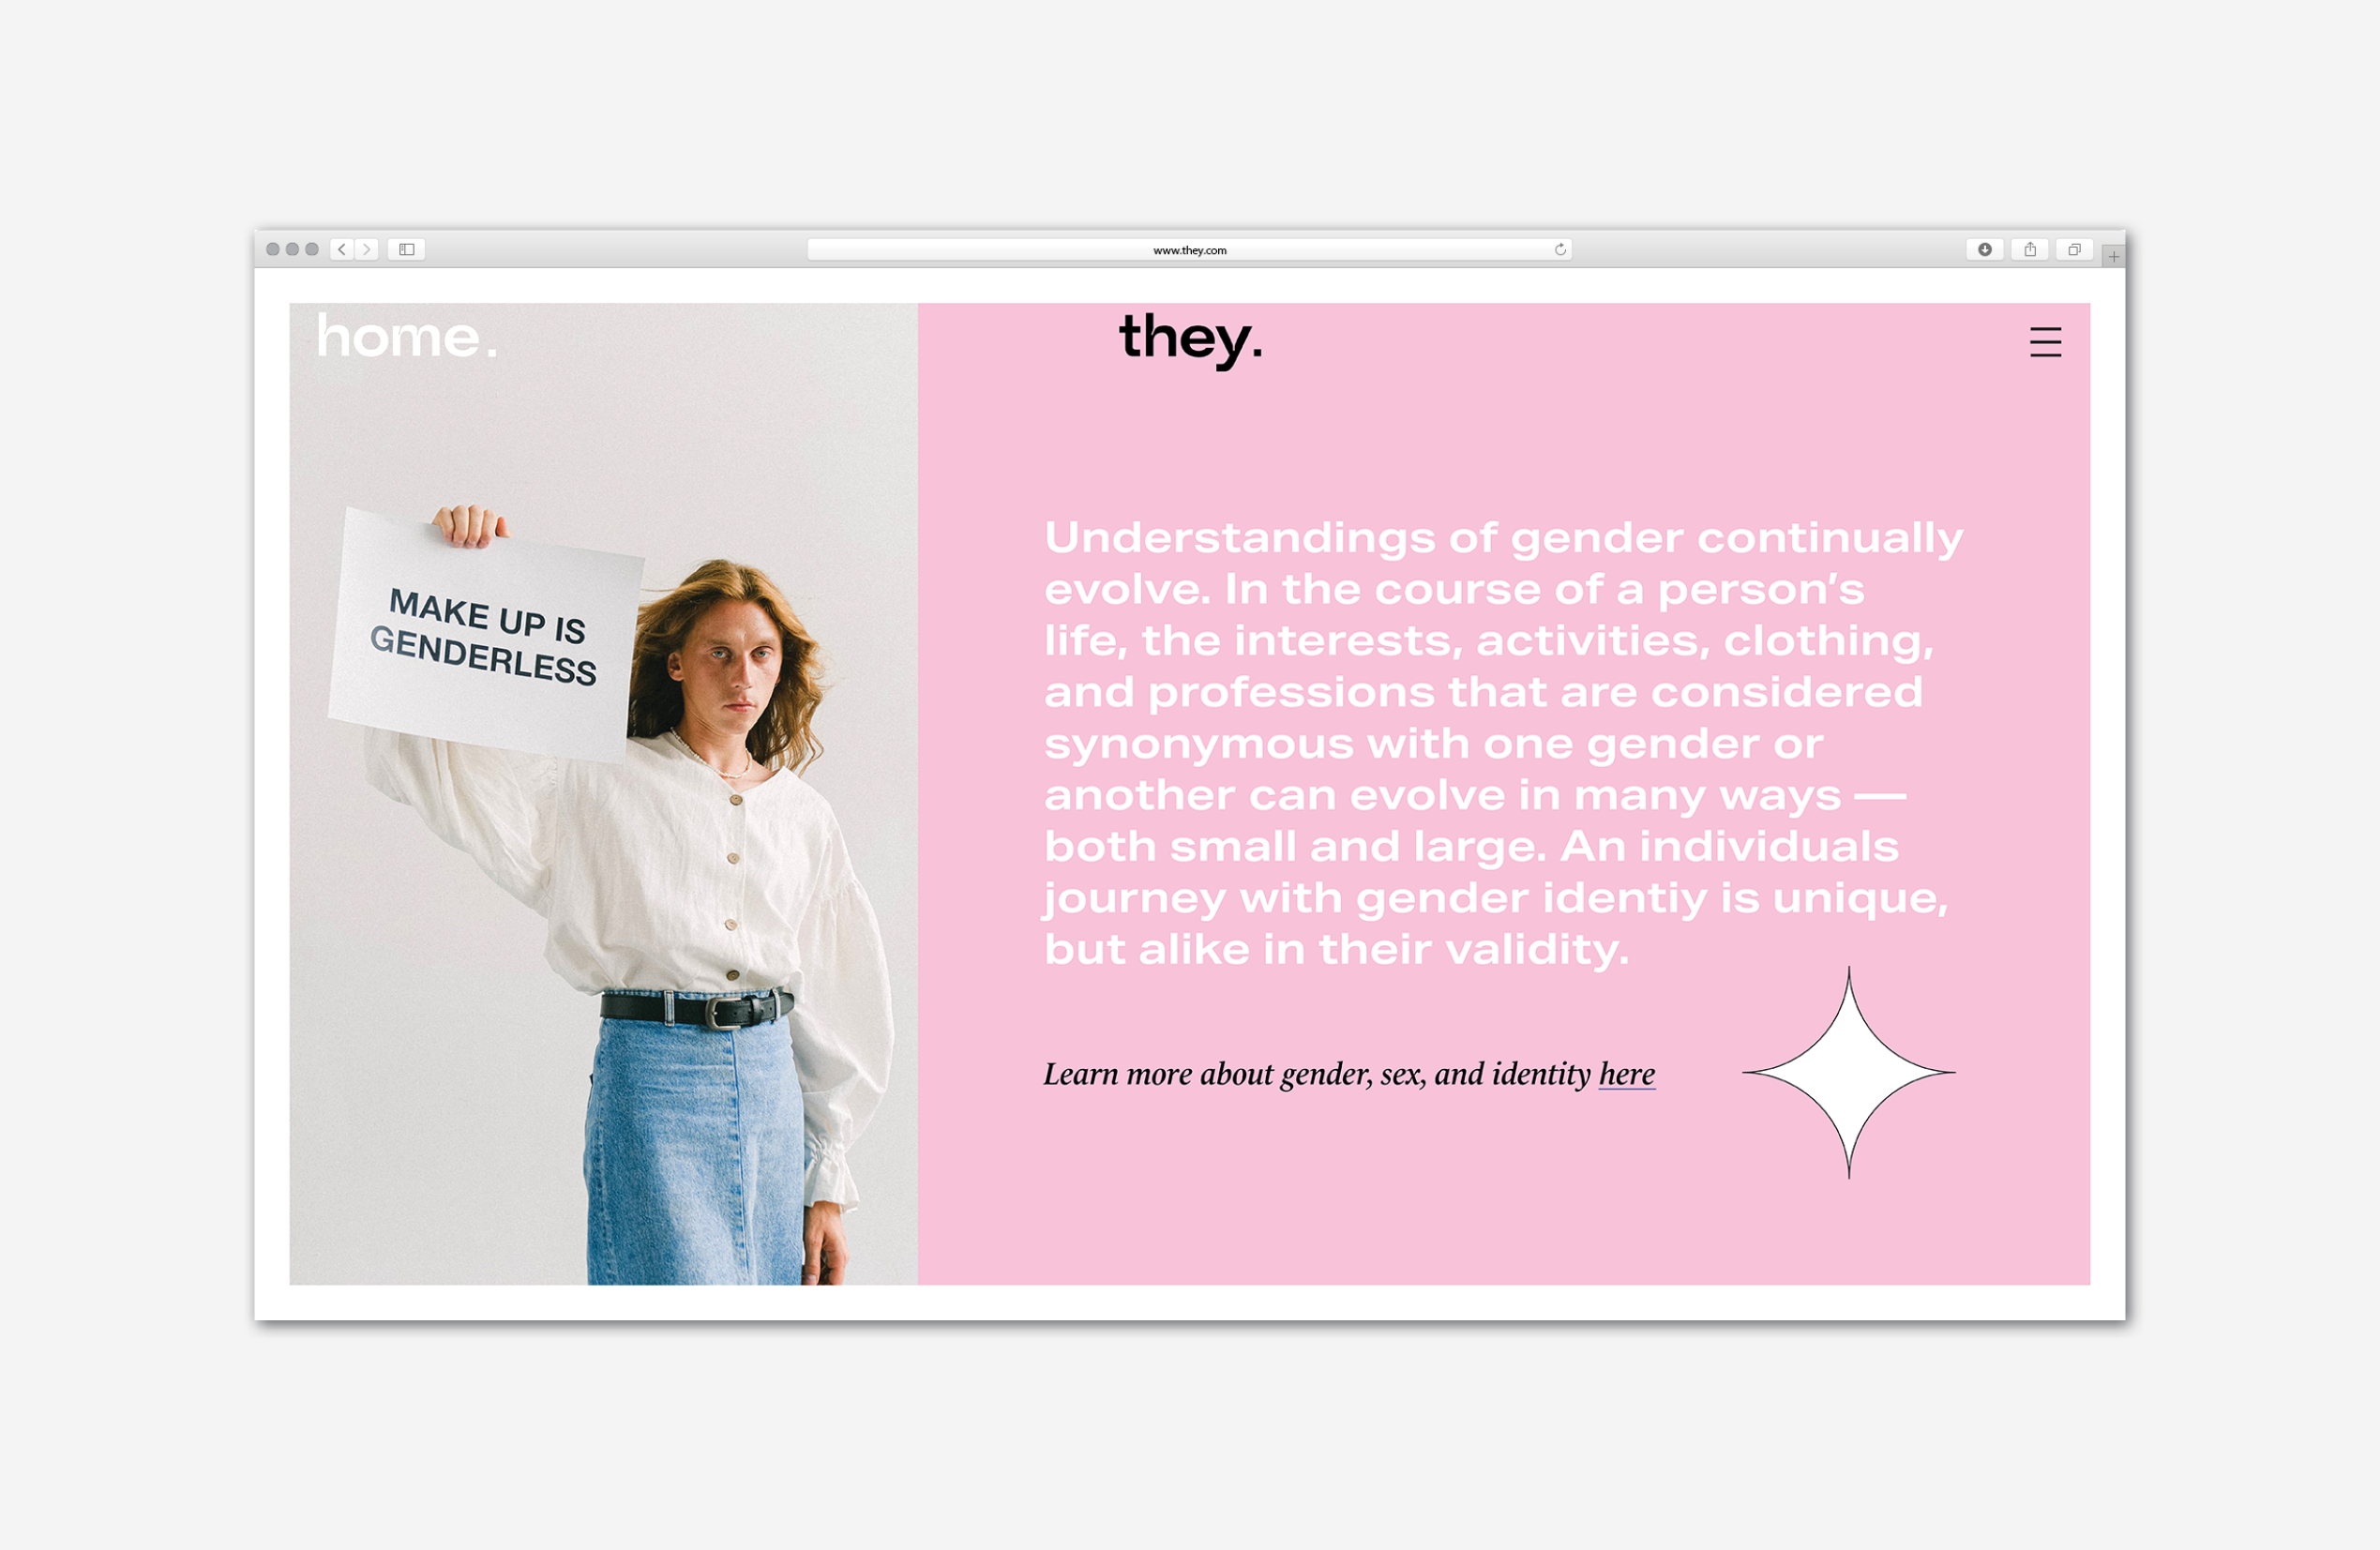 www.they.com
home.
they.
MAKE UP IS
GENDERLESS
Understandings of gender continually
evolve. In the course of a person’s
life, the interests, activities, clothing,
and professions that are considered
synonymous with one gender or
another can evolve in many ways —
both small and large. An individuals
journey with gender identiy is unique,
but alike in their validity.
Learn more about gender, sex, and identity here